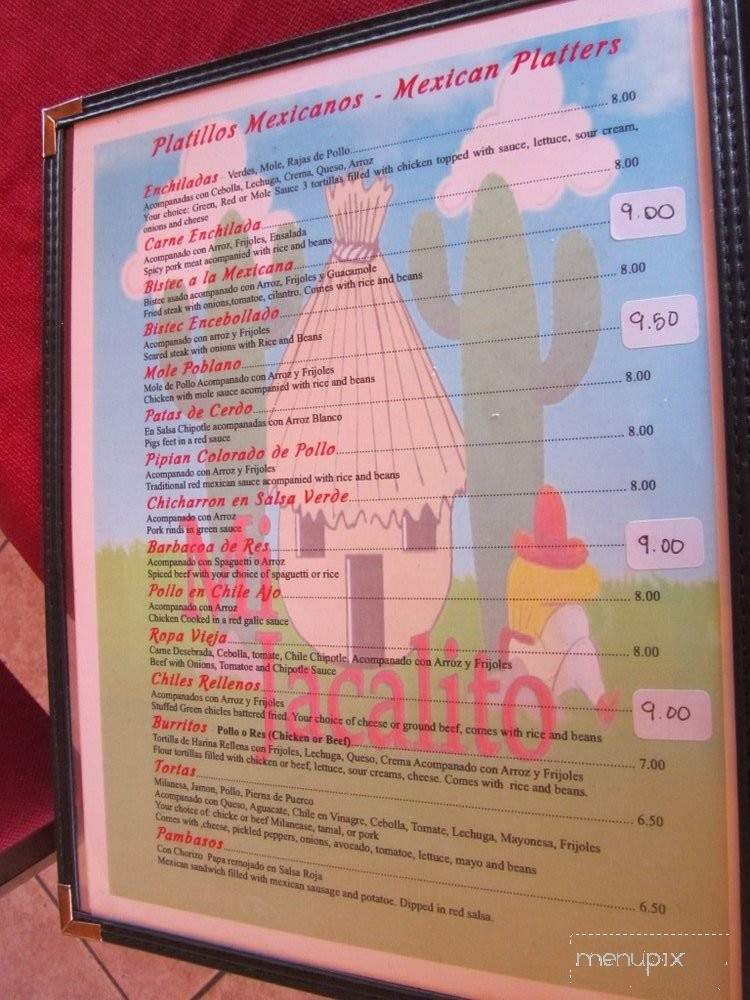 Platillos Mexicanos - Mexican Platters
Enchiladas Verdes, Mole, Rajas de Pollo 8.00
Acompanadas con Cebolla, Lechuga, Crema, Queso, Arroz
Your choice: Green, Red or Mole Sauce 3 tortillas filled with chicken topped with sauce, lettuce, sour cream,
onions and cheese
Carne Enchilada 8.00
Acompanado con Arroz, Frijoles, Ensalada
Spicy pork meat acompanied with rice and beans
Bistec a la Mexicana 9.00
Bistec asado acompanado con Arroz, Frijoles y Guacamole
Fried steak with onions,tomatoe, cilantro. Comes with rice and beans
Bistec Encebollado 8.00
Acompanado con arroz y Frijoles
Seared steak with onions with Rice and Beans
Mole Poblano 9.50
Mole de Pollo Acompanado con Arroz y Frijoles
Chicken with mole sauce acompanied with rice and beans
Patas de Cerdo 8.00
En Salsa Chipotle acompanadas con Arroz Blanco
Pigs feet in a red sauce
Pipian Colorado de Pollo 8.00
Acompanado con Arroz y Frijoles
Traditional red mexican sauce acompanied with rice and beans
Chicharron en Salsa Verde 8.00
Acompanado con Arroz
Pork rinds in green sauce
Barbacoa de Res 9.00
Acompanado con Spaguetti o Arroz
Spiced beef with your choice of spaguetti or rice
Pollo en Chile Ajo 8.00
Acompanado con Arroz
Chicken Cooked in a red galic sauce
Ropa Vieja 8.00
Carne Desebrada, Cebolla, tomate, Chile Chipotle, Acompanado con Arroz y Frijoles
Beef with Onions, Tomatoe and Chipotle Sauce
Chiles Rellenos 9.00
Acompanados con Arroz y Frijoles
Stuffed Green chicles battered fried. Your choice of cheese or ground beef, comes with rice and beans
Burritos Pollo o Res (Chicken or Beef) 7.00
Tortilla de Harina Rellena con Frijoles, Lechuga, Queso, Crema Acompanado con Arroz y Frijoles
Flour tortillas filled with chicken or beef, lettuce, sour creams, cheese. Comes with rice and beans.
Tortas 6.50
Milanesa, Jamon, Pollo, Pierna de Puerco
Acompanado con Queso, Aguacate, Chile en Vinagre, Cebolla, Tomate, Lechuga, Mayonesa, Frijoles
Your choice of: chicke or beef Milanease, tamal, or pork
Comes with ,cheese, pickled peppers, onions, avocado, tomatoe, lettuce, mayo and beans
Pambasos 6.50
Con Chorizo Papa remojado en Salsa Roja
Mexican sandwich filled with mexican sausage and potatoe. Dipped in red salsa.
Mi
Jacalito
menupix